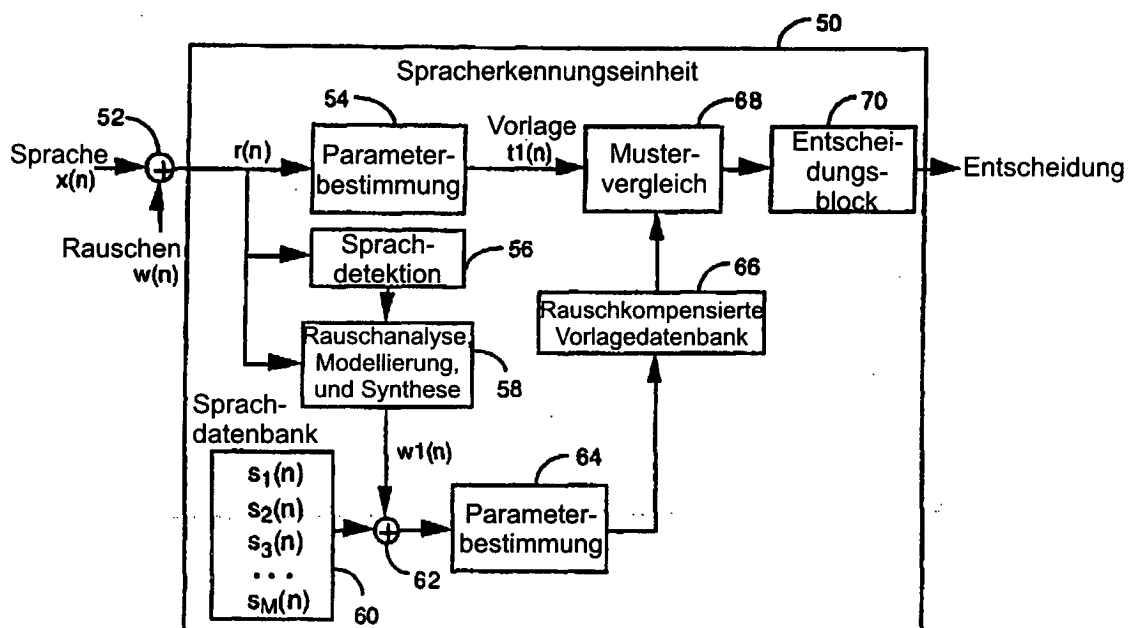 50
Spracherkennungseinheit
52
54
68
70
Sprache
x(n)
r(n)
Parameter-
bestimmung
Vorlage
t1(n)
Muster-
vergleich
Entschei-
dungs-
block
Entscheidung
Rauschen
w(n)
Sprach-
detektion
56
66
Rauschkompensierte
Vorlagedatenbank
Rauschanalyse,
Modellierung,
und Synthese
58
Sprach-
datenbank
w1(n)
64
s1(n)
s2(n)
s3(n)
...
sM(n)
Parameter-
bestimmung
62
60